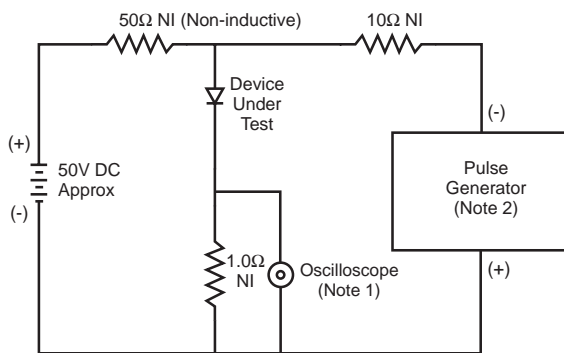 50Ω NI (Non-inductive)
10Ω NI
Device
Under
Test
(+)
50V DC
Approx
(-)
(-)
Pulse
Generator
(Note 2)
(+)
1.0Ω
NI
Oscilloscope
(Note 1)